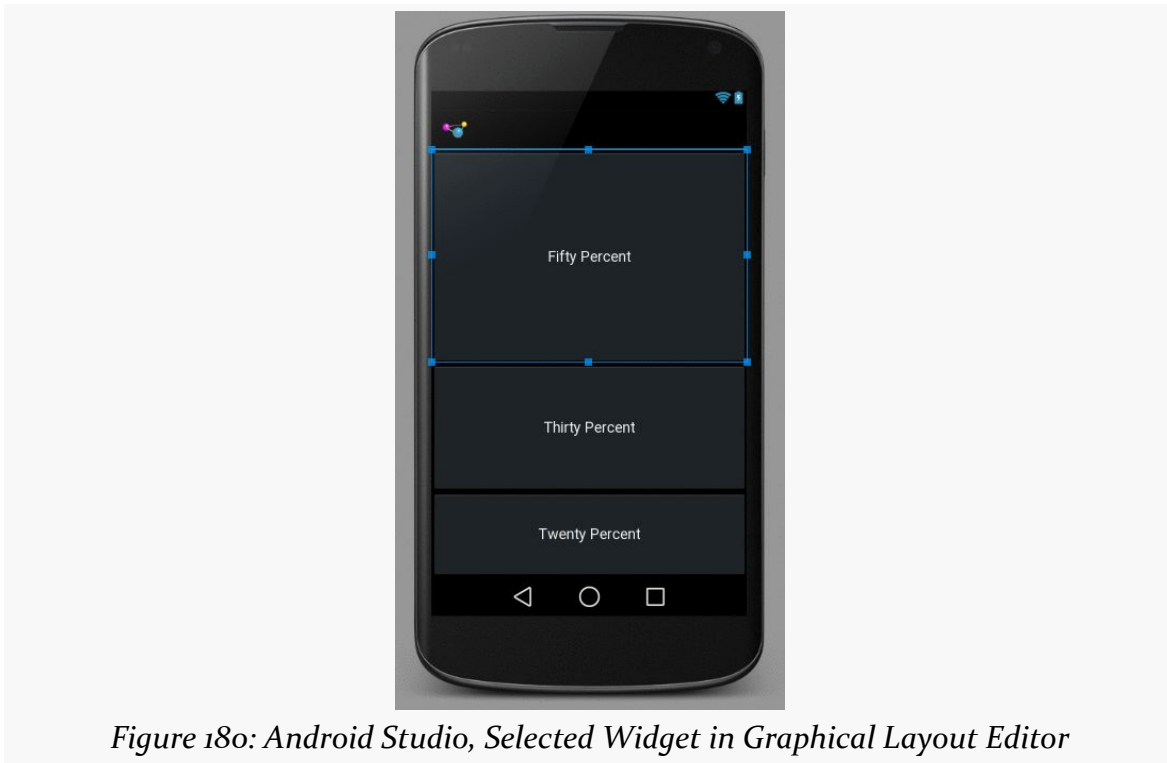 Fifty Percent
Thirty Percent
Twenty Percent
Figure 180: Android Studio, Selected Widget in Graphical Layout Editor